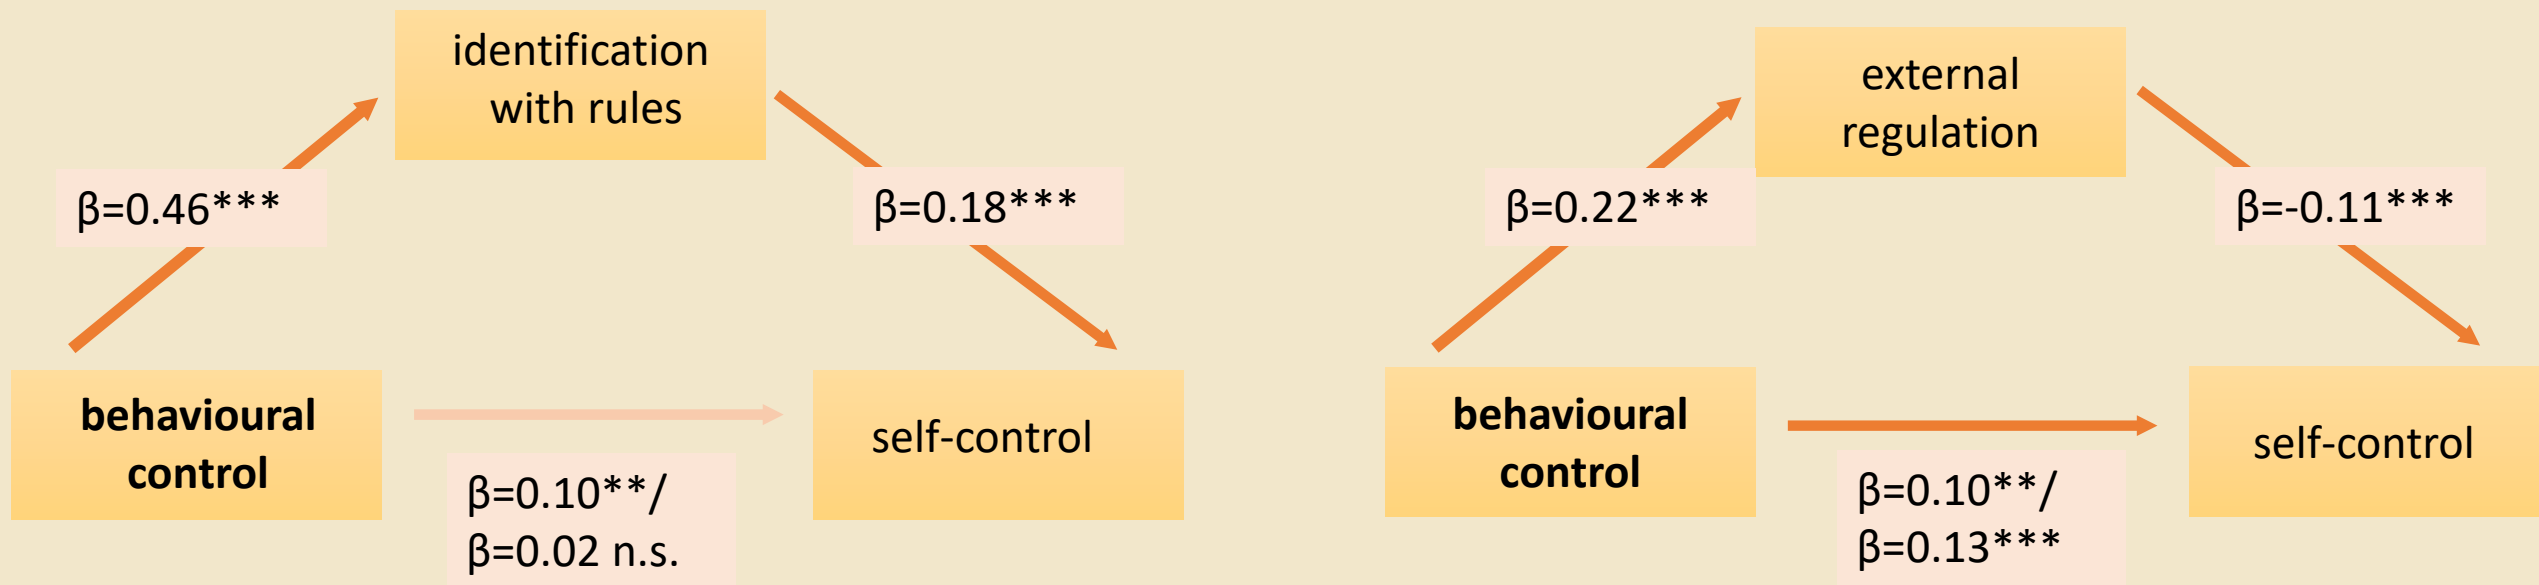 identification
with rules
β=0.46***
β=0.18***
behavioural
control
β=0.10**/
β=0.02 n.s.
self-control
external
regulation
β=0.22***
β=-0.11***
behavioural
control
β=0.10**/
β=0.13***
self-control